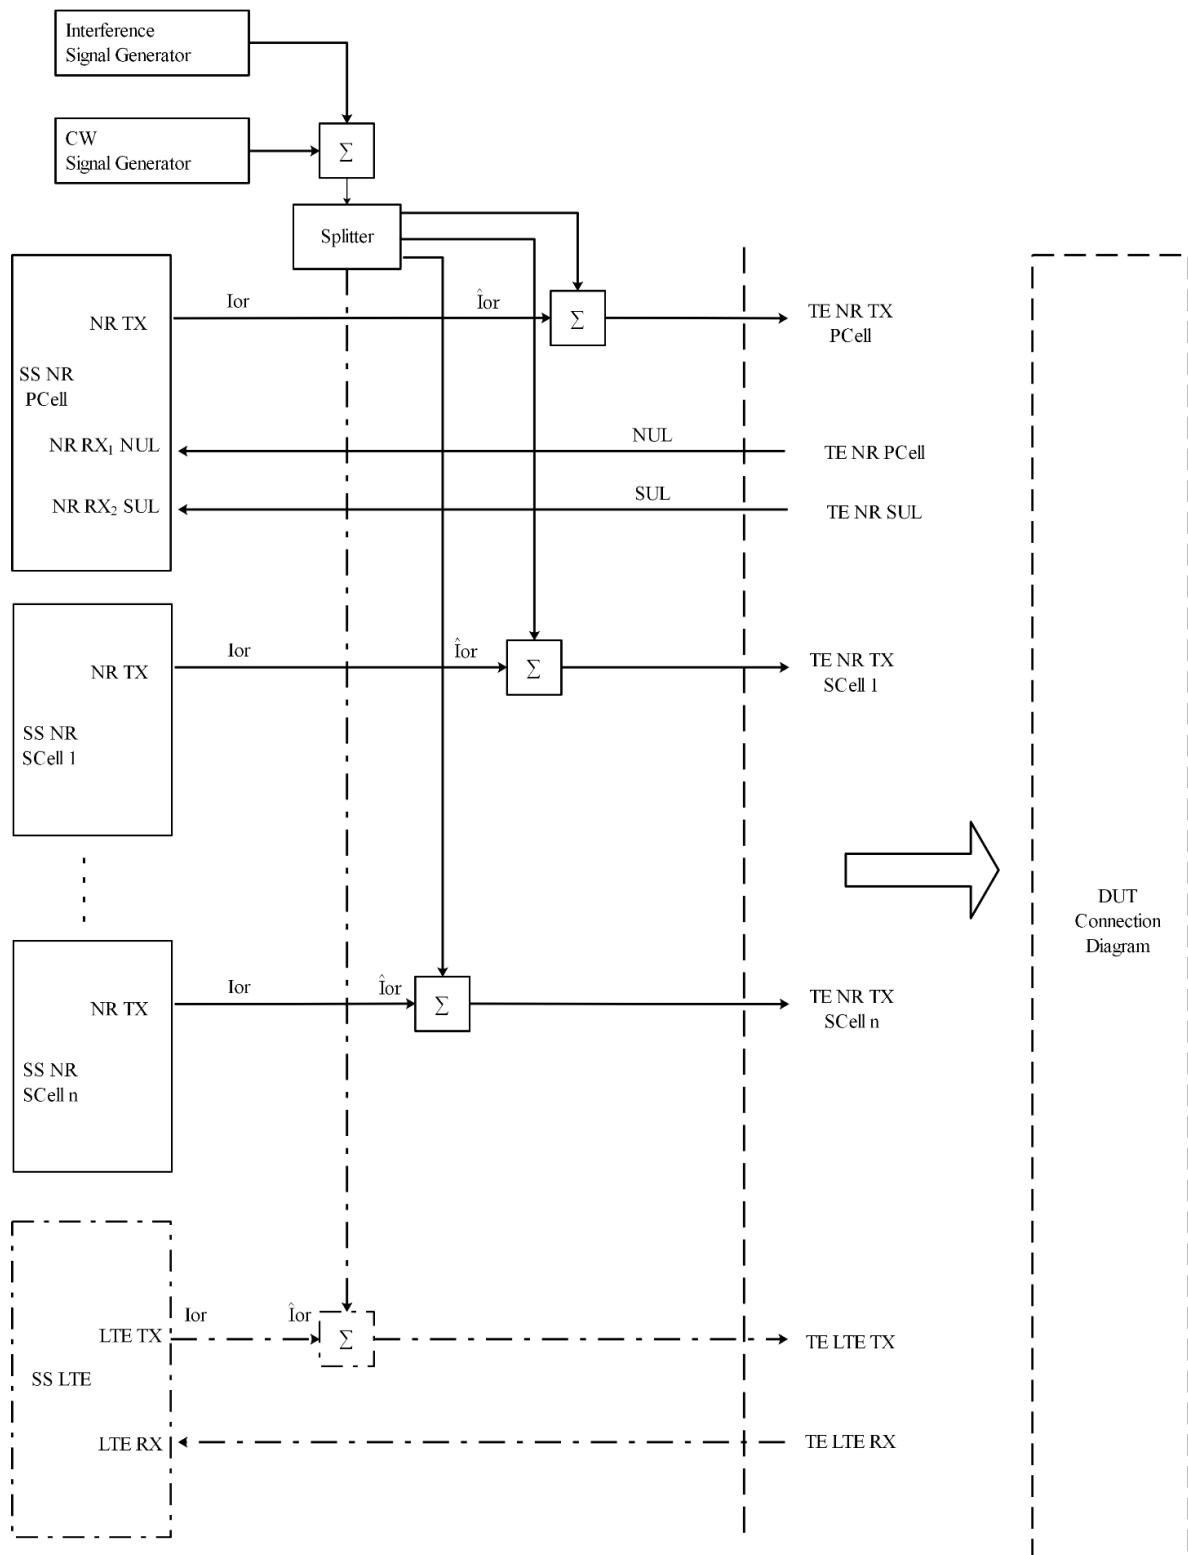 Interference
Signal Generator
CW
Signal Generator
Σ
Splitter
NR TX
Ior
Îor
Σ
TE NR TX
PCell
SS NR
PCell
NR RX₁ NUL
NUL
TE NR PCell
NR RX₂ SUL
SUL
TE NR SUL
NR TX
Ior
Îor
Σ
TE NR TX
SCell 1
SS NR
SCell 1
DUT
Connection
Diagram
NR TX
Ior
Îor
Σ
TE NR TX
SCell n
SS NR
SCell n
LTE TX
Ior
Îor
Σ
TE LTE TX
SS LTE
LTE RX
TE LTE RX